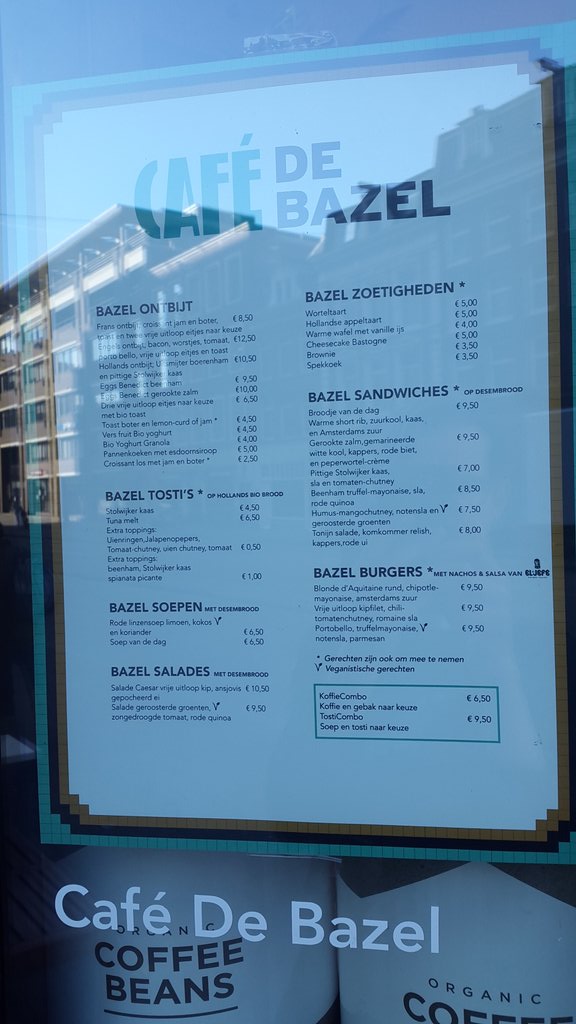 CAFÉ DE
BAZEL
BAZEL ONTBIJT
Frans ontbijt; croissant jam en boter, € 8,50
toast en twee vrije uitloop eitjes naar keuze
Engels ontbijt; bacon, worstjes, tomaat, €12,50
porto bello, vrije uitloop eitjes en toast
Hollands ontbijt; Uitsmijter boerenham €10,50
en pittige Stolwijker kaas
Eggs Benedict beenham € 9,50
Eggs Benedict gerookte zalm €10,00
Drie vrije uitloop eitjes naar keuze € 6,50
met bio toast
Toast boter en lemon-curd of jam * € 4,50
Vers fruit Bio yoghurt € 4,50
Bio Yoghurt Granola € 4,00
Pannenkoeken met esdoornsiroop € 5,00
Croissant los met jam en boter * € 2,50
BAZEL TOSTI'S * OP HOLLANDS BIO BROOD
Stolwijker kaas € 4,50
Tuna melt € 6,50
Extra toppings:
Uienringen,Jalapenopepers,
Tomaat-chutney, uien chutney, tomaat € 0,50
Extra toppings:
beenham, Stolwijker kaas
spianata picante € 1,00
BAZEL SOEPEN MET DESEMBROOD
Rode linzensoep limoen, kokos V
en koriander € 6,50
Soep van de dag € 6,50
BAZEL SALADES MET DESEMBROOD
Salade Caesar vrije uitloop kip, ansjovis € 10,50
gepocheerd ei
Salade geroosterde groenten, V € 9,50
zongedroogde tomaat, rode quinoa
BAZEL ZOETIGHEDEN *
Worteltaart € 5,00
Hollandse appeltaart € 5,00
Warme wafel met vanille ijs € 4,00
Cheesecake Bastogne € 5,00
Brownie € 3,50
Spekkoek € 3,50
BAZEL SANDWICHES * OP DESEMBROOD
Broodje van de dag € 9,50
Warme short rib, zuurkool, kaas,
en Amsterdams zuur
Gerookte zalm,gemarineerde € 9,50
witte kool, kappers, rode biet,
en peperwortel-crème
Pittige Stolwijker kaas, € 7,00
sla en tomaten-chutney
Beenham truffel-mayonaise, sla, € 8,50
rode quinoa
Humus-mangochutney, notensla en V € 7,50
geroosterde groenten
Tonijn salade, komkommer relish, € 8,00
kappers,rode ui
BAZEL BURGERS * MET NACHOS & SALSA VAN ELJEFE
Blonde d'Aquitaine rund, chipotle- € 9,50
mayonaise, amsterdams zuur
Vrije uitloop kipfilet, chili- € 9,50
tomatenchutney, romaine sla
Portobello, truffelmayonaise, V € 9,50
notensla, parmesan
* Gerechten zijn ook om mee te nemen
V Veganistische gerechten
KoffieCombo € 6,50
Koffie en gebak naar keuze
TostiCombo € 9,50
Soep en tosti naar keuze
Café De Bazel
ORGANIC
COFFEE
BEANS
ORGANIC